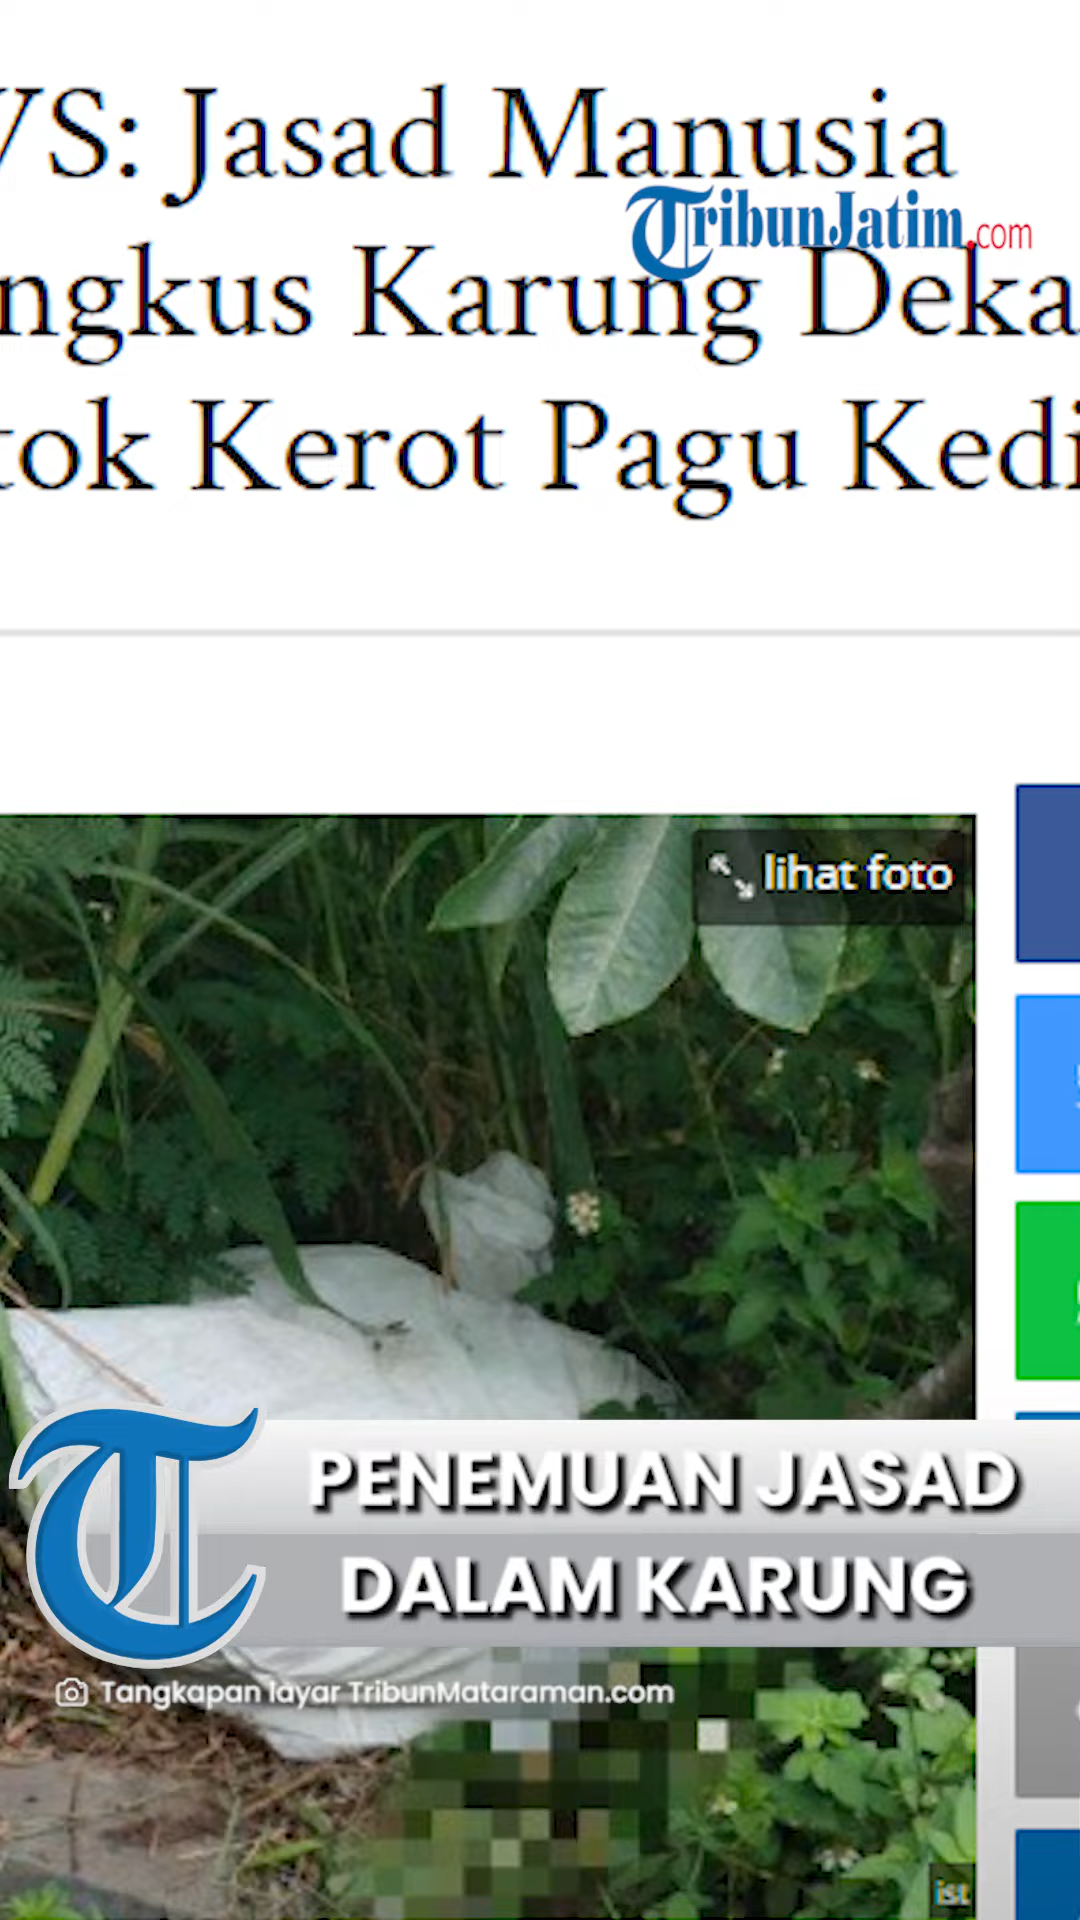 VS: Jasad Manusia
TribunJatim.com
ngkus Karung Deka
tok Kerot Pagu Kedi
lihat foto
PENEMUAN JASAD
DALAM KARUNG
Tangkapan layar TribunMataraman.com
ist